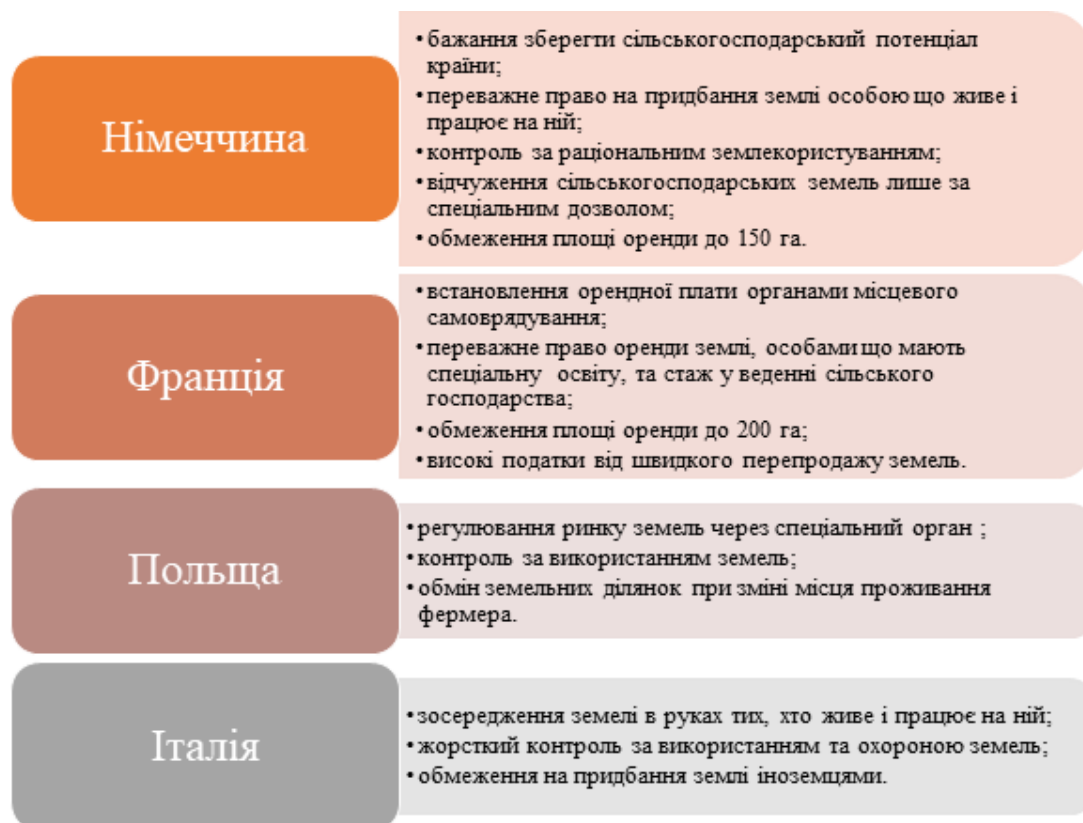 Німеччина
•бажання зберегти сільськогосподарський потенціал
країни;
•переважне право на придбання землі особою що живе і
працює на ній;
•контроль за раціональним землекористуванням;
•відчуження сільськогосподарських земель лише за
спеціальним дозволом;
•обмеження площі оренди до 150 га.
Франція
•встановлення орендної плати органами місцевого
самоврядування;
•переважне право оренди землі, особами що мають
спеціальну освіту, та стаж у веденні сільського
господарства;
•обмеження площі оренди до 200 га;
•високі податки від швидкого перепродажу земель.
Польща
•регулювання ринку земель через спеціальний орган ;
•контроль за використанням земель;
•обмін земельних ділянок при зміні місця проживання
фермера.
Італія
•зосередження земелі в руках тих, хто живе і працює на ній;
•жорсткий контроль за використанням та охороною земель;
•обмеження на придбання землі іноземцями.